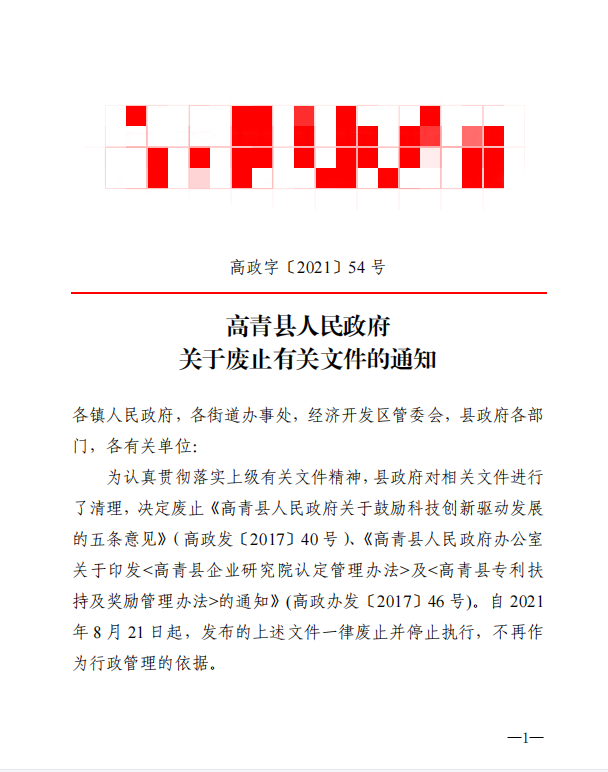 高政字〔2021〕54 号
高青县人民政府
关于废止有关文件的通知
各镇人民政府，各街道办事处，经济开发区管委会，县政府各部
门，各有关单位：
为认真贯彻落实上级有关文件精神，县政府对相关文件进行
了清理，决定废止《高青县人民政府关于鼓励科技创新驱动发展
的五条意见》（高政发〔2017〕40 号）、《高青县人民政府办公室
关于印发<高青县企业研究院认定管理办法>及<高青县专利扶
持及奖励管理办法>的通知》(高政办发〔2017〕46 号)。自 2021
年 8 月 21 日起，发布的上述文件一律废止并停止执行，不再作
为行政管理的依据。
—1—